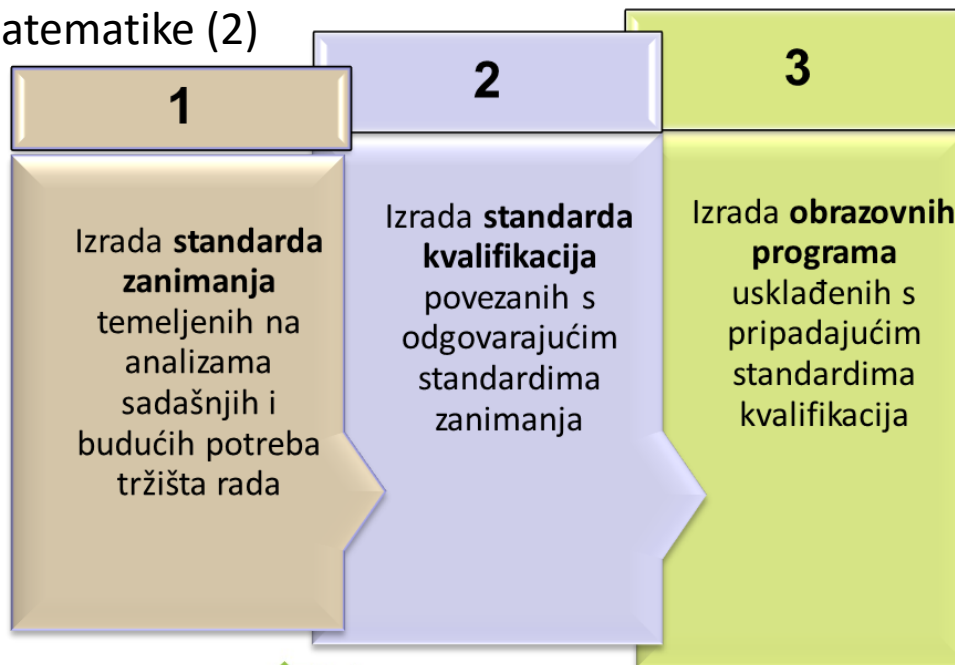 atematike (2)
1
Izrada standarda
zanimanja
temeljenih na
analizama
sadašnjih i
budućih potreba
tržišta rada
2
Izrada standarda
kvalifikacija
povezanih s
odgovarajućim
standardima
zanimanja
3
Izrada obrazovnih
programa
usklađenih s
pripadajućim
standardima
kvalifikacija